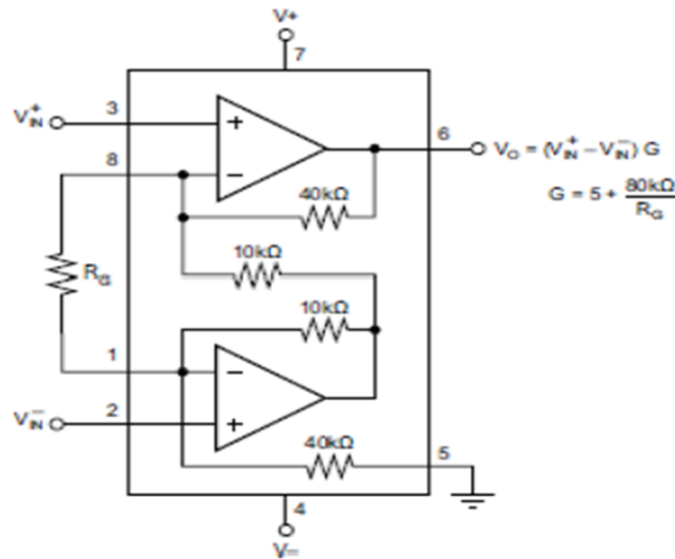 V+
7
V+IN
3
6
VO = (V+IN – V–IN) G
8
G = 5 + 80kΩ/RG
40kΩ
10kΩ
RG
10kΩ
1
V–IN
2
40kΩ
5
4
V–